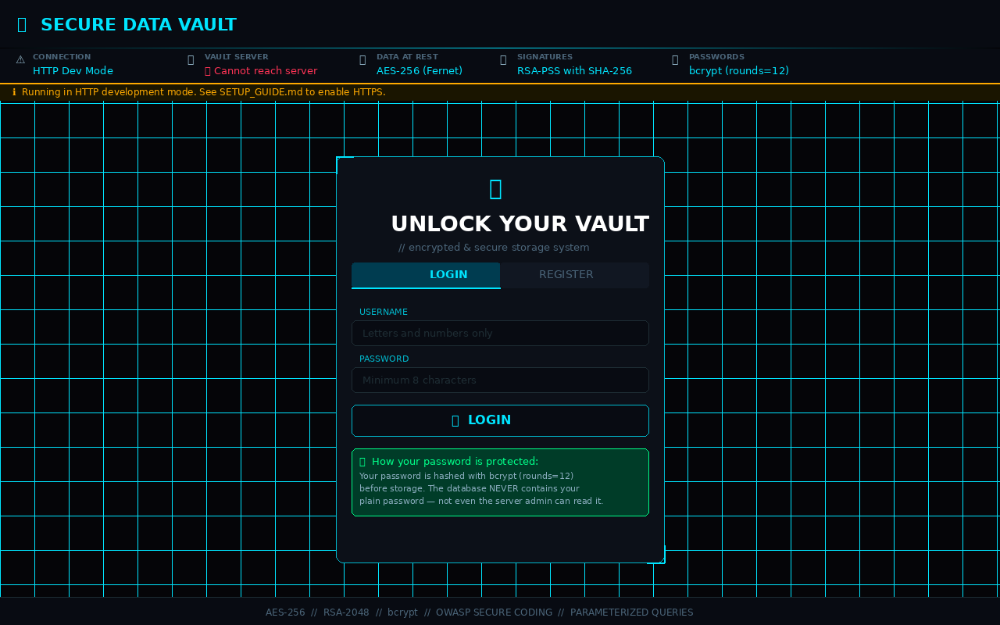 SECURE DATA VAULT
⚠ CONNECTION
HTTP Dev Mode
VAULT SERVER
Cannot reach server
DATA AT REST
AES-256 (Fernet)
SIGNATURES
RSA-PSS with SHA-256
PASSWORDS
bcrypt (rounds=12)
ℹ Running in HTTP development mode. See SETUP_GUIDE.md to enable HTTPS.
UNLOCK YOUR VAULT
// encrypted & secure storage system
LOGIN REGISTER
USERNAME
Letters and numbers only
PASSWORD
Minimum 8 characters
LOGIN
How your password is protected:
Your password is hashed with bcrypt (rounds=12)
before storage. The database NEVER contains your
plain password — not even the server admin can read it.
AES-256 // RSA-2048 // bcrypt // OWASP SECURE CODING // PARAMETERIZED QUERIES